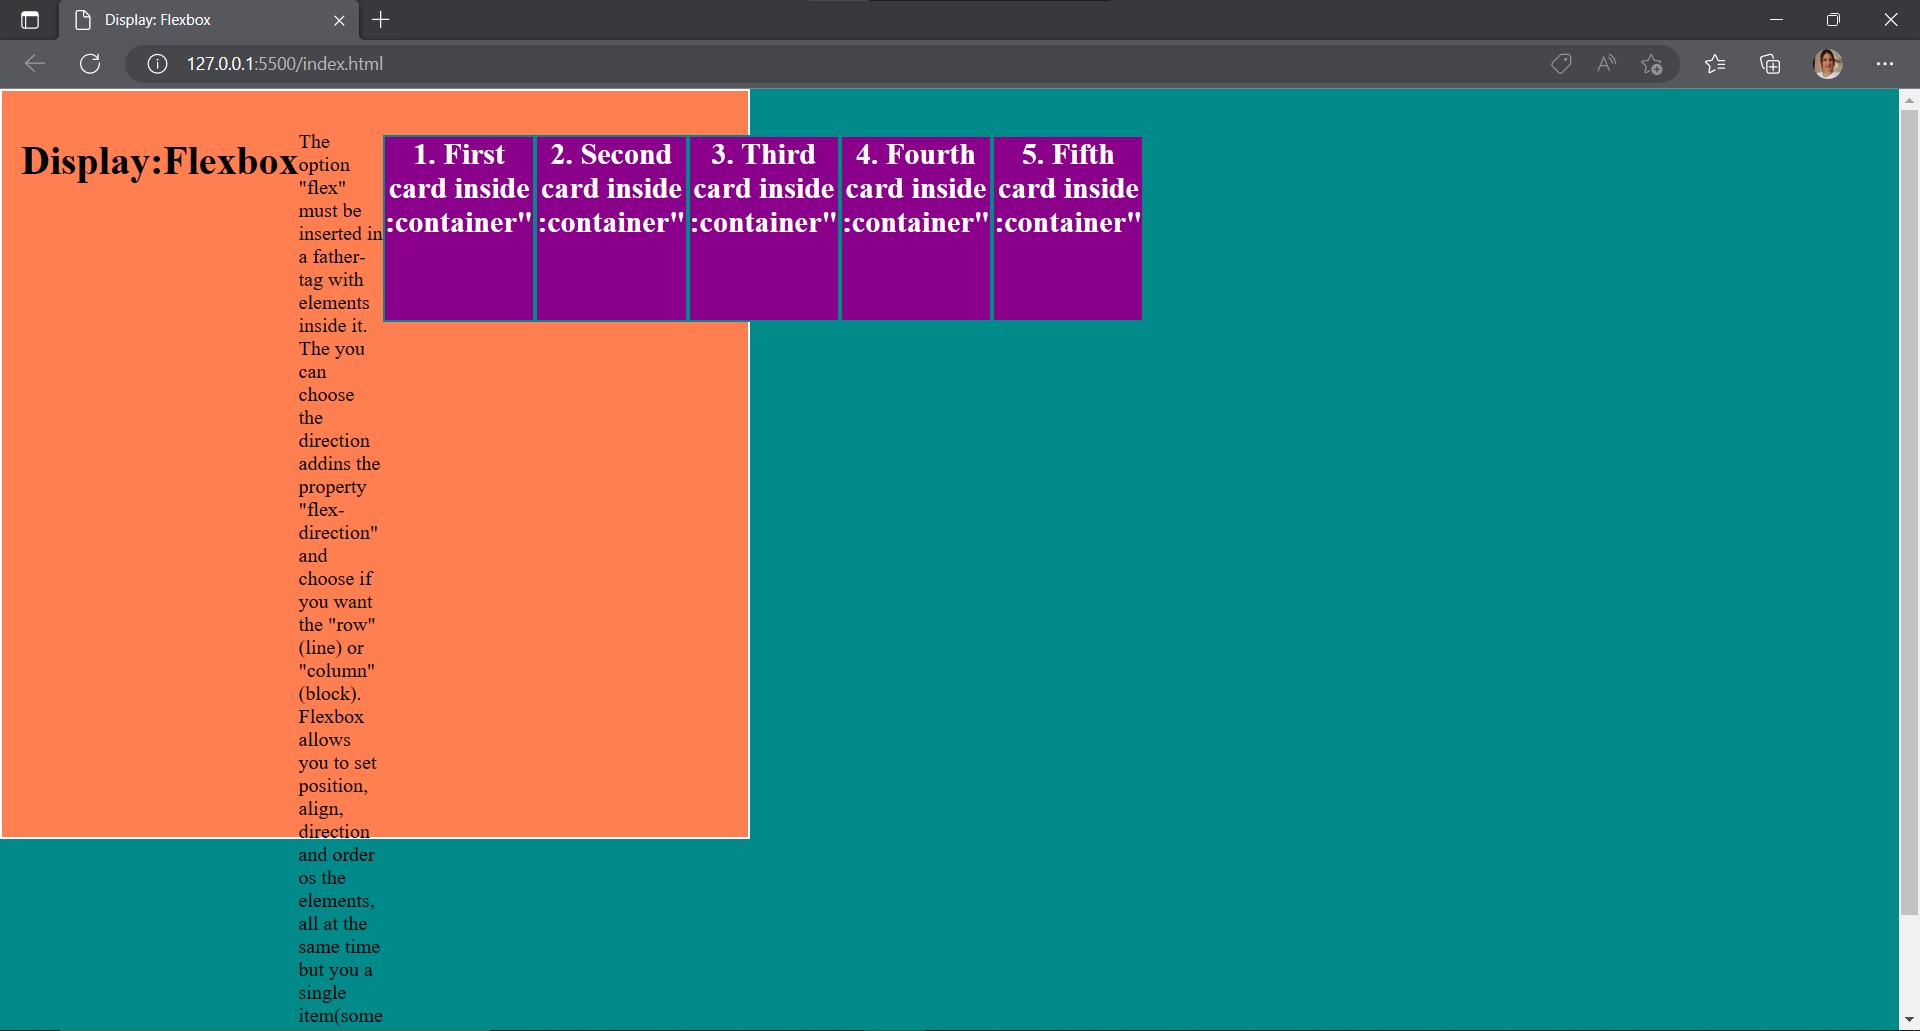 Display: Flexbox
127.0.0.1:5500/index.html
Display:Flexbox
The
option
"flex"
must be
inserted in
a father-
tag with
elements
inside it.
The you
can
choose
the
direction
addins the
property
"flex-
direction"
and
choose if
you want
the "row"
(line) or
"column"
(block).
Flexbox
allows
you to set
position,
align,
direction
and order
os the
elements,
all at the
same time
but you a
single
item(some
1. First
card inside
:container"
2. Second
card inside
:container"
3. Third
card inside
:container"
4. Fourth
card inside
:container"
5. Fifth
card inside
:container"